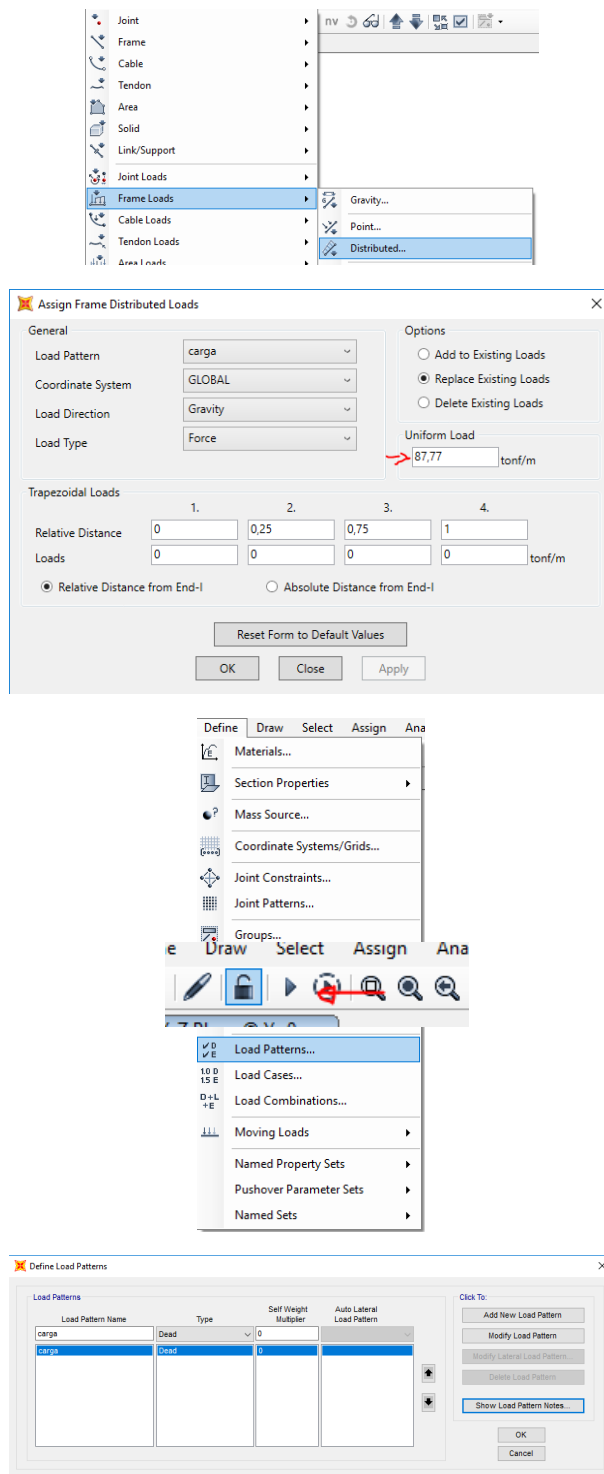 Joint
nv
Frame
Cable
Tendon
Area
Solid
Link/Support
Joint Loads
Frame Loads
Gravity...
Cable Loads
Point...
Tendon Loads
Distributed...
Area Loads
Assign Frame Distributed Loads
General
Options
Load Pattern carga
Add to Existing Loads
Coordinate System GLOBAL
Replace Existing Loads
Load Direction Gravity
Delete Existing Loads
Load Type Force
Uniform Load
87,77 tonf/m
Trapezoidal Loads
1. 2. 3. 4.
Relative Distance 0 0,25 0,75 1
Loads 0 0 0 0 tonf/m
Relative Distance from End-I Absolute Distance from End-I
Reset Form to Default Values
OK Close Apply
Define Draw Select Assign Ana
Materials...
Section Properties
Mass Source...
Coordinate Systems/Grids...
Joint Constraints...
Joint Patterns...
Groups...
e Draw Select Assign Ana
Load Patterns...
Load Cases...
Load Combinations...
Moving Loads
Named Property Sets
Pushover Parameter Sets
Named Sets
Define Load Patterns
Load Patterns
Click To:
Load Pattern Name Type Self Weight Multiplier Auto Lateral Load Pattern
Add New Load Pattern
carga Dead 0
Modify Load Pattern
carga Dead 0
Modify Lateral Load Pattern...
Delete Load Pattern
Show Load Pattern Notes...
OK
Cancel